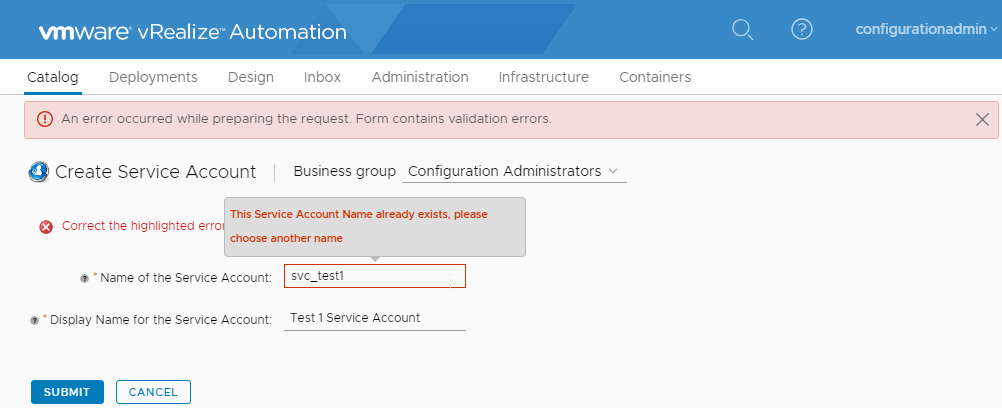 vmware® vRealize™ Automation
configurationadmin
Catalog Deployments Design Inbox Administration Infrastructure Containers
An error occurred while preparing the request. Form contains validation errors.
Create Service Account Business group Configuration Administrators
This Service Account Name already exists, please
choose another name
Correct the highlighted erro
* Name of the Service Account: svc_test1
* Display Name for the Service Account: Test 1 Service Account
SUBMIT CANCEL